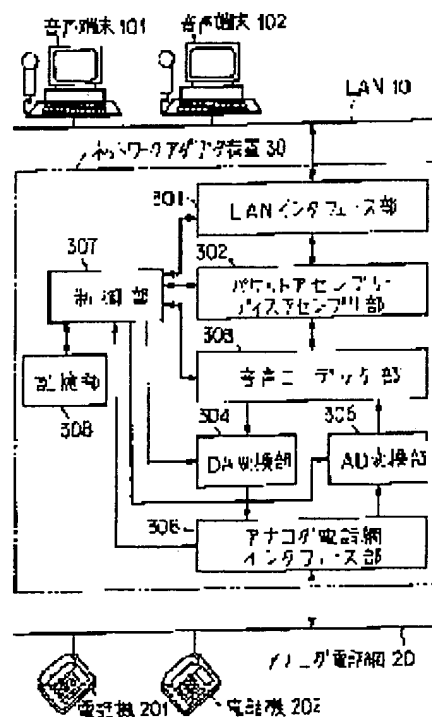 音声端末 101
音声端末 102
LAN 10
ネットワークアダプタ装置 30
301
LANインタフェース部
307
302
制御部
パケットアセンブリ・
ディスアセンブリ部
303
音声コーデック部
記憶部
308
304
305
DA変換部
AD変換部
306
アナログ電話網
インタフェース部
アナログ電話網 20
電話機 201
電話機 202